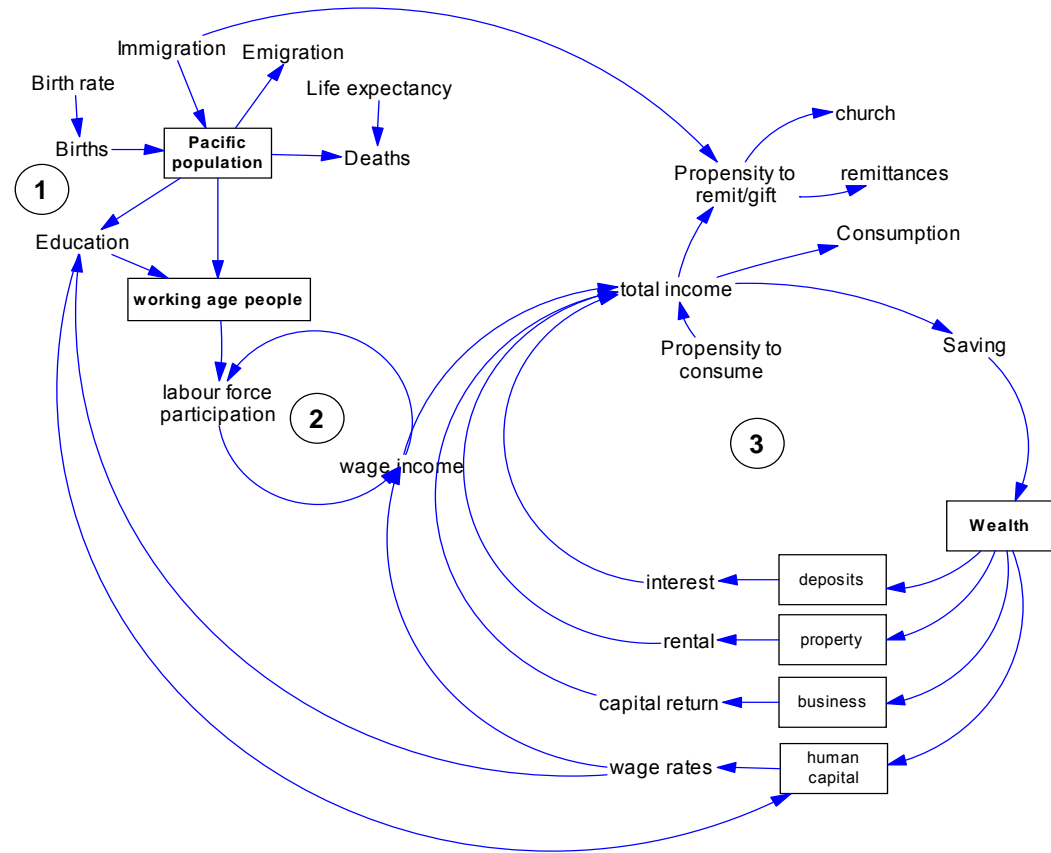 Immigration
Emigration
Birth rate
Life expectancy
church
Births
Pacific
population
Deaths
Propensity to
remit/gift
remittances
1
Education
Consumption
working age people
total income
Propensity to
consume
Saving
labour force
participation
2
3
wage income
Wealth
interest
deposits
rental
property
capital return
business
wage rates
human
capital